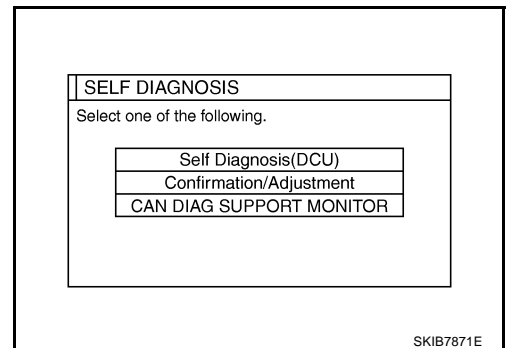 SELF DIAGNOSIS
Select one of the following.
Self Diagnosis(DCU)
Confirmation/Adjustment
CAN DIAG SUPPORT MONITOR
SKIB7871E